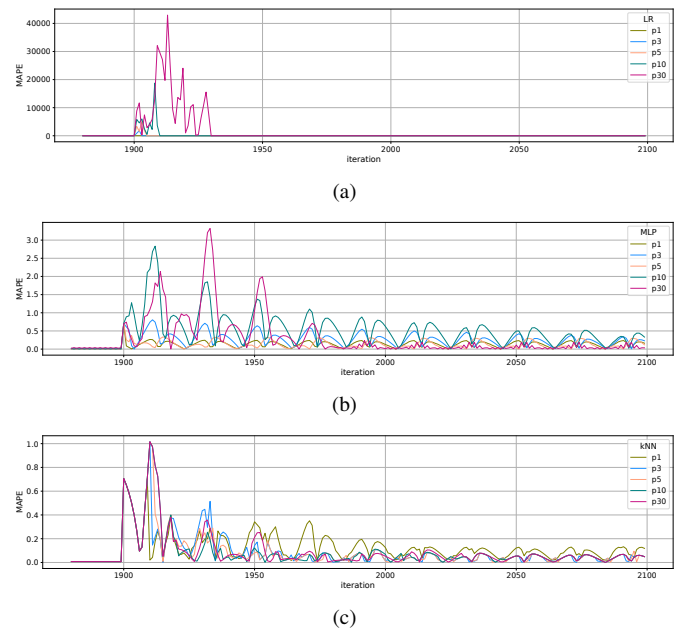 LR
p1
p3
p5
p10
p30
40000
30000
20000
10000
0
MAPE
1900
1950
2000
2050
2100
iteration
(a)
MLP
p1
p3
p5
p10
p30
3.0
2.5
2.0
1.5
1.0
0.5
0.0
MAPE
1900
1950
2000
2050
2100
iteration
(b)
kNN
p1
p3
p5
p10
p30
1.0
0.8
0.6
0.4
0.2
0.0
MAPE
1900
1950
2000
2050
2100
iteration
(c)